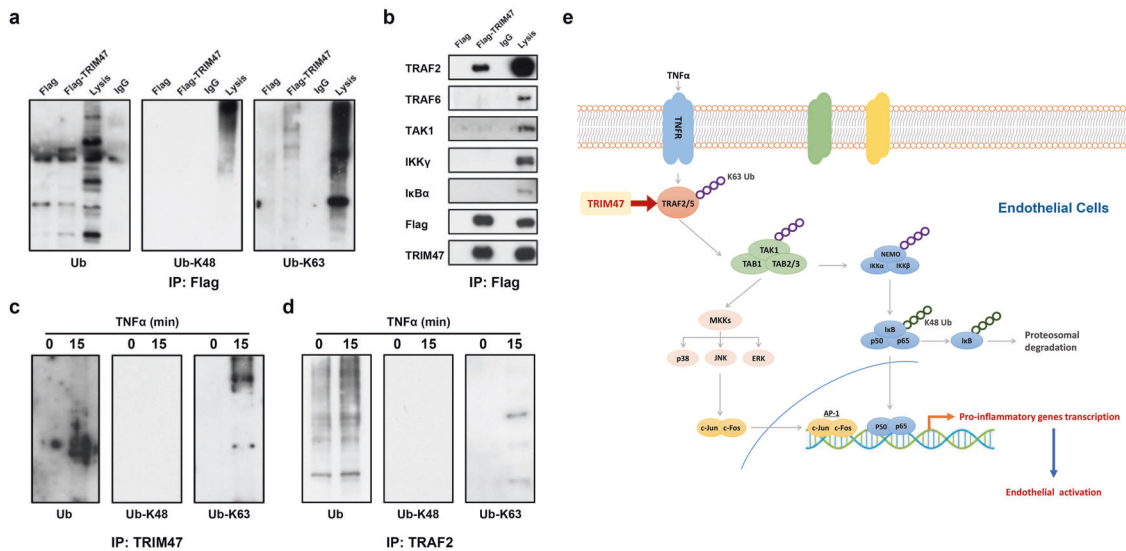 a
Flag
Flag-TRIM47
Lysis
IgG
Flag
Flag-TRIM47
IgG
Lysis
Flag
Flag-TRIM47
IgG
Lysis
Ub
Ub-K48
Ub-K63
IP: Flag
b
Flag
Flag-TRIM47
IgG
Lysis
TRAF2
TRAF6
TAK1
IKKγ
IκBα
Flag
TRIM47
IP: Flag
c
TNFα (min)
0 15 0 15 0 15
Ub Ub-K48 Ub-K63
IP: TRIM47
d
TNFα (min)
0 15 0 15 0 15
Ub Ub-K48 Ub-K63
IP: TRAF2
e
TNFα
TNFR
K63 Ub
TRIM47
TRAF2/5
Endothelial Cells
TAK1
TAB1 TAB2/3
NEMO
IKKα IKKβ
MKKs
K48 Ub
IκB
p50 p65
IκB
Proteosomal
degradation
p38 JNK ERK
AP-1
c-Jun c-Fos
c-Jun c-Fos
P50 p65
Pro-inflammatory genes transcription
Endothelial activation